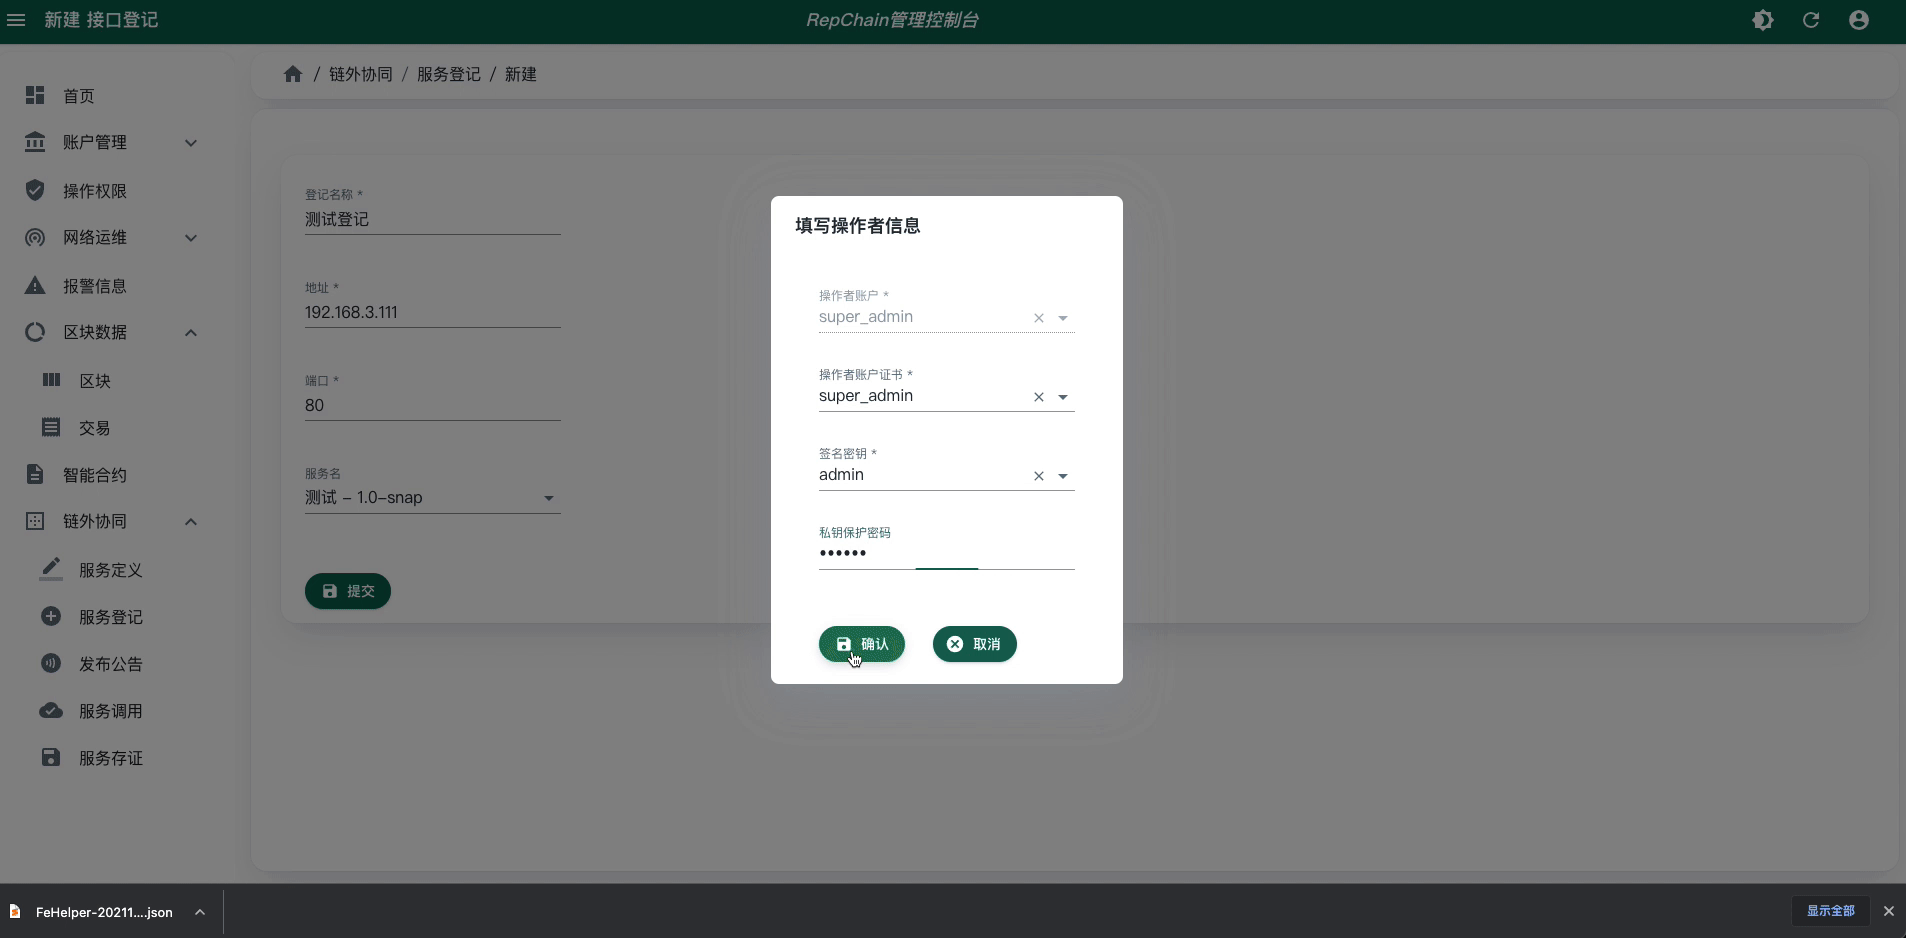 新建 接口登记
RepChain管理控制台
/ 链外协同 / 服务登记 / 新建
首页
账户管理
操作权限
网络运维
报警信息
区块数据
区块
交易
智能合约
链外协同
服务定义
服务登记
发布公告
服务调用
服务存证
登记名称 *
测试登记
地址 *
192.168.3.111
端口 *
80
服务名
测试 - 1.0-snap
提交
填写操作者信息
操作者账户 *
super_admin
操作者账户证书 *
super_admin
签名密钥 *
admin
私钥保护密码
••••••
确认
取消
FeHelper-20211....json
显示全部